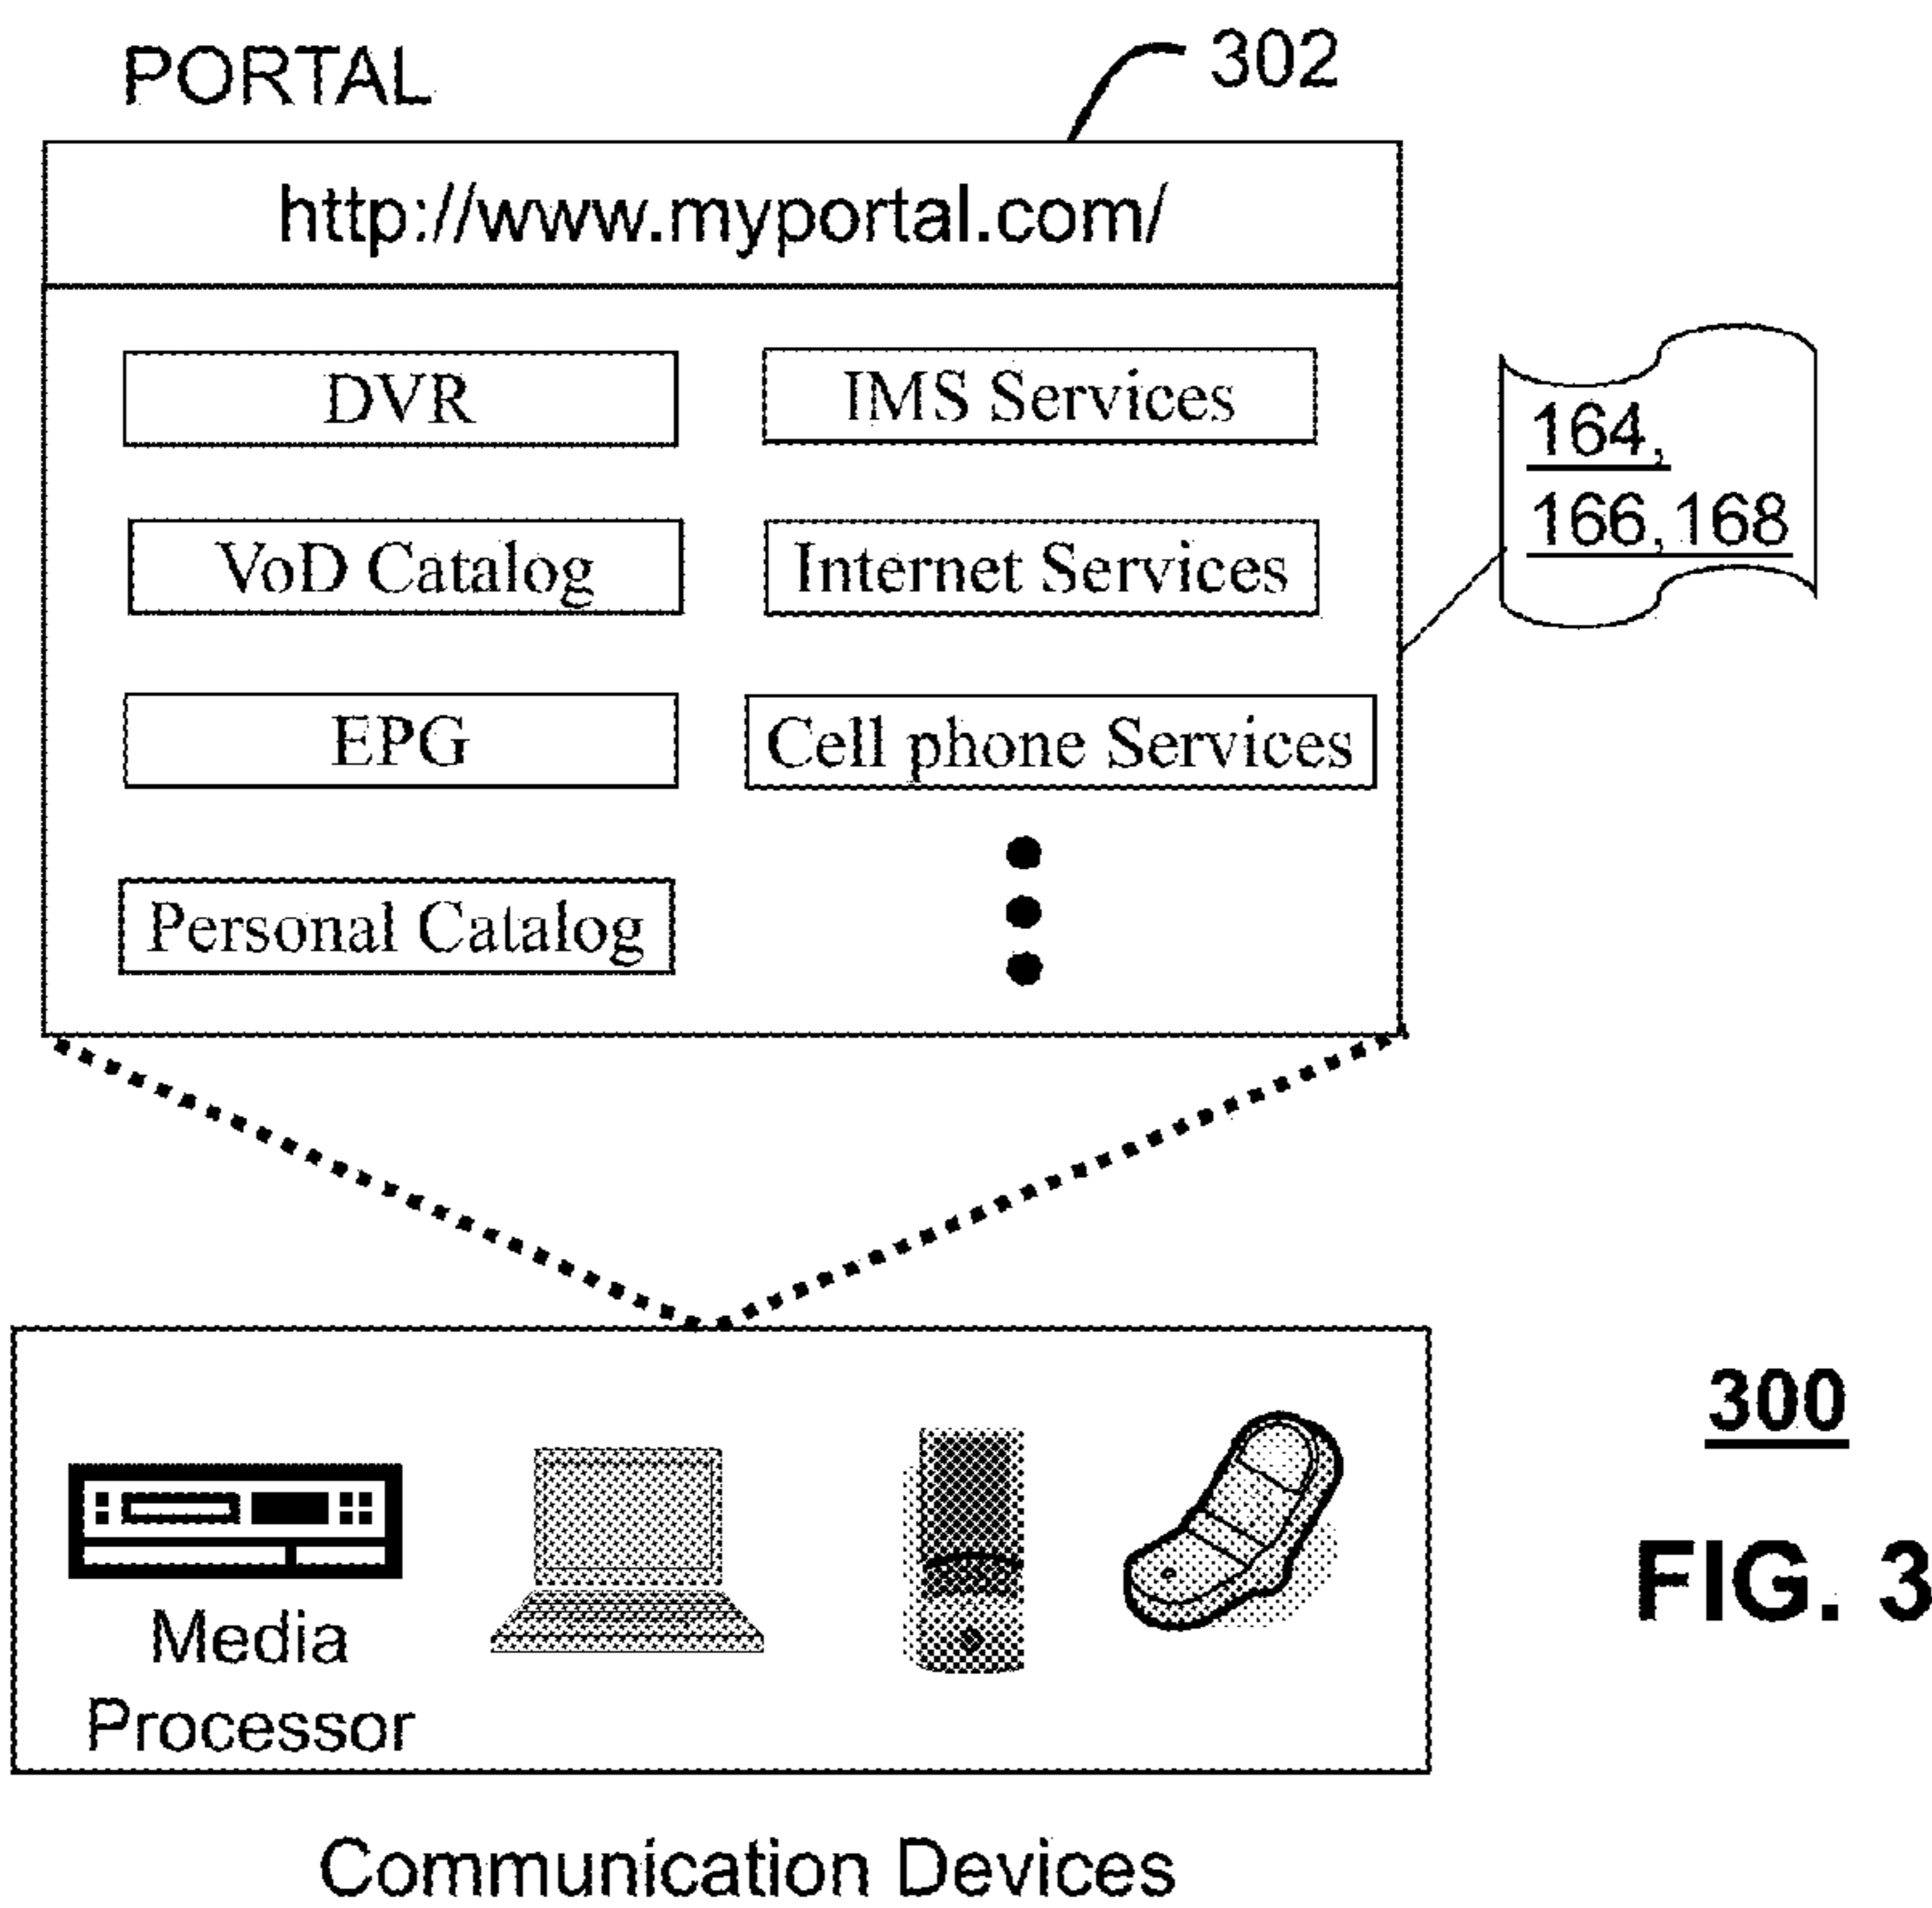 PORTAL
302
http://www.myportal.com/
DVR
IMS Services
164,
166, 168
VoD Catalog
Internet Services
EPG
Cell phone Services
Personal Catalog
300
FIG. 3
Media
Processor
Communication Devices